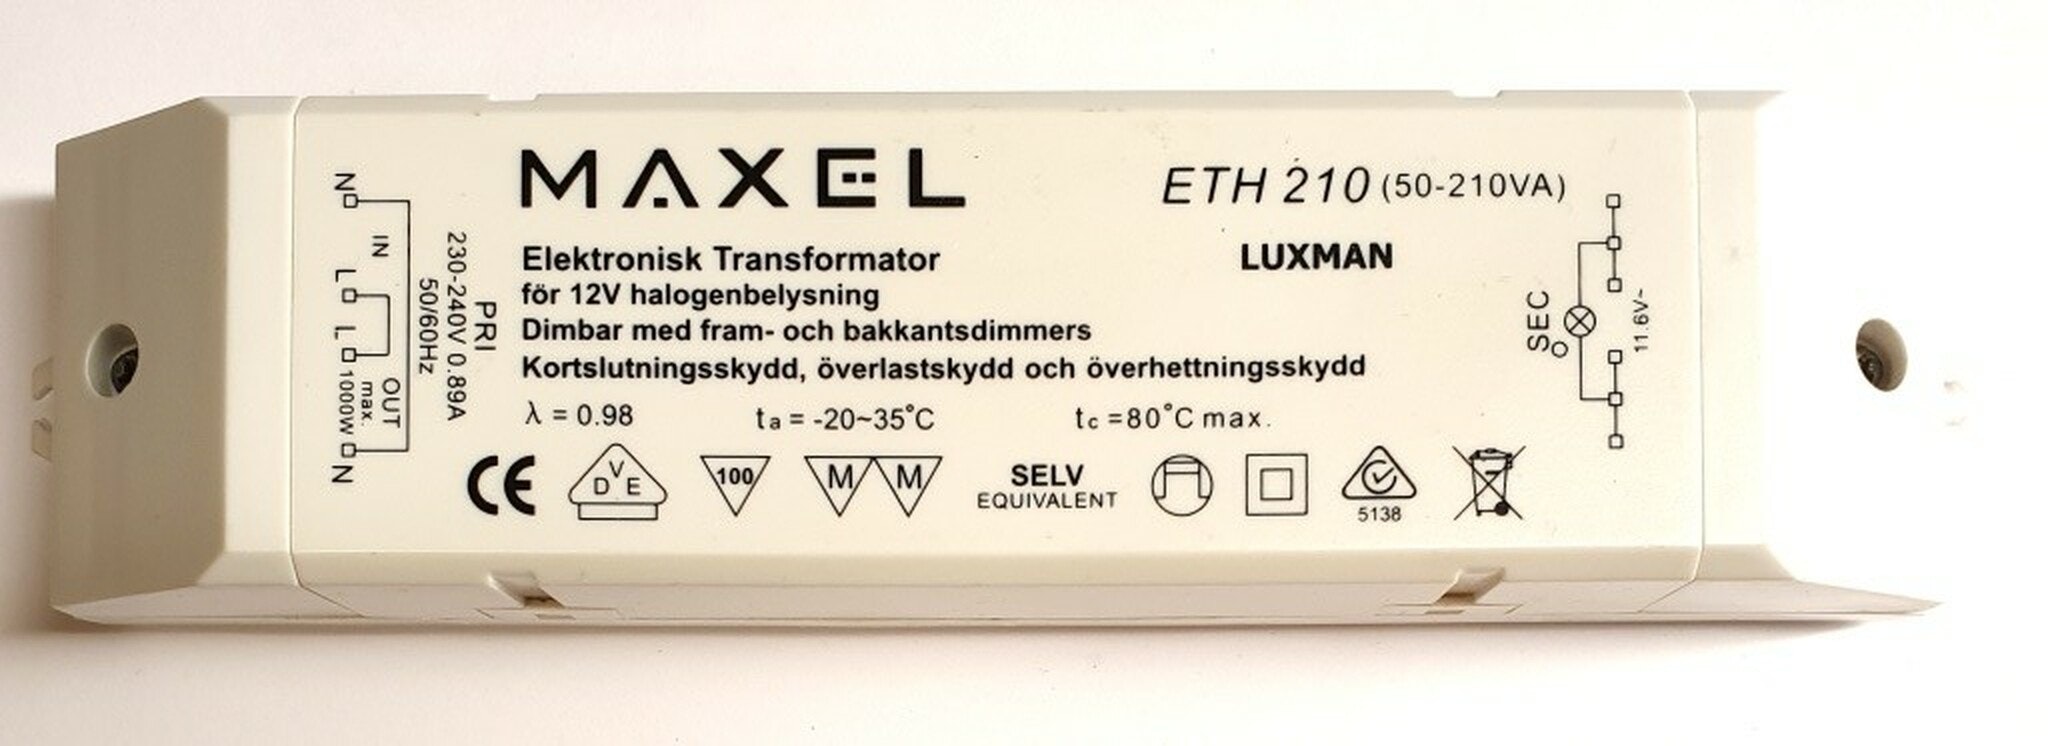 MAXEL
ETH 210 (50-210VA)
LUXMAN
Elektronisk Transformator
för 12V halogenbelysning
Dimbar med fram- och bakkantsdimmers
Kortslutningsskydd, överlastskydd och överhettningsskydd
λ = 0.98 ta = -20~35°C tc =80°C max.
CE
VDE
100
M M
SELV
EQUIVALENT
5138
N
IN
L
L
OUT
max.
1000W
N
PRI
230-240V 0.89A
50/60Hz
SEC
11.6V~